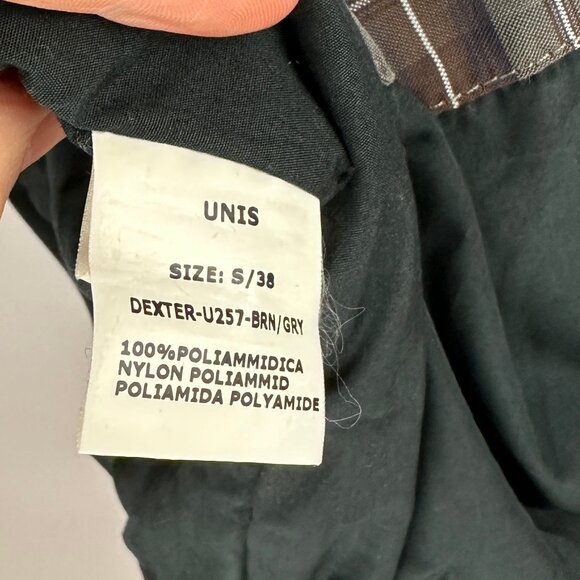 UNIS
SIZE: S/38
DEXTER-U257-BRN/GRY
100%POLIAMMIDICA
NYLON POLIAMMID
POLIAMIDA POLYAMIDE